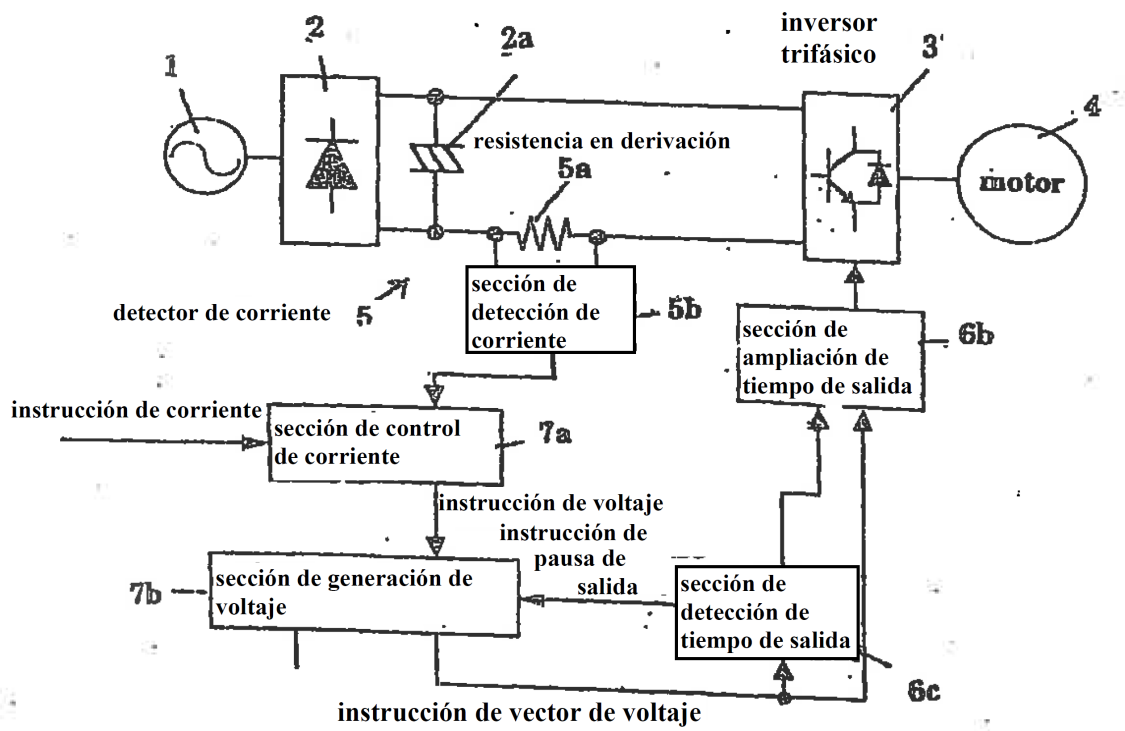 inversor
trifásico
3'
2
2a
1
4
resistencia en derivación
5a
motor
sección de
detección de
corriente
5b
detector de corriente
5
sección de
ampliación de
tiempo de salida
6b
instrucción de corriente
sección de control
de corriente
7a
instrucción de voltaje
instrucción de
pausa de
salida
sección de generación de
voltaje
7b
sección de
detección de
tiempo de salida
6c
instrucción de vector de voltaje